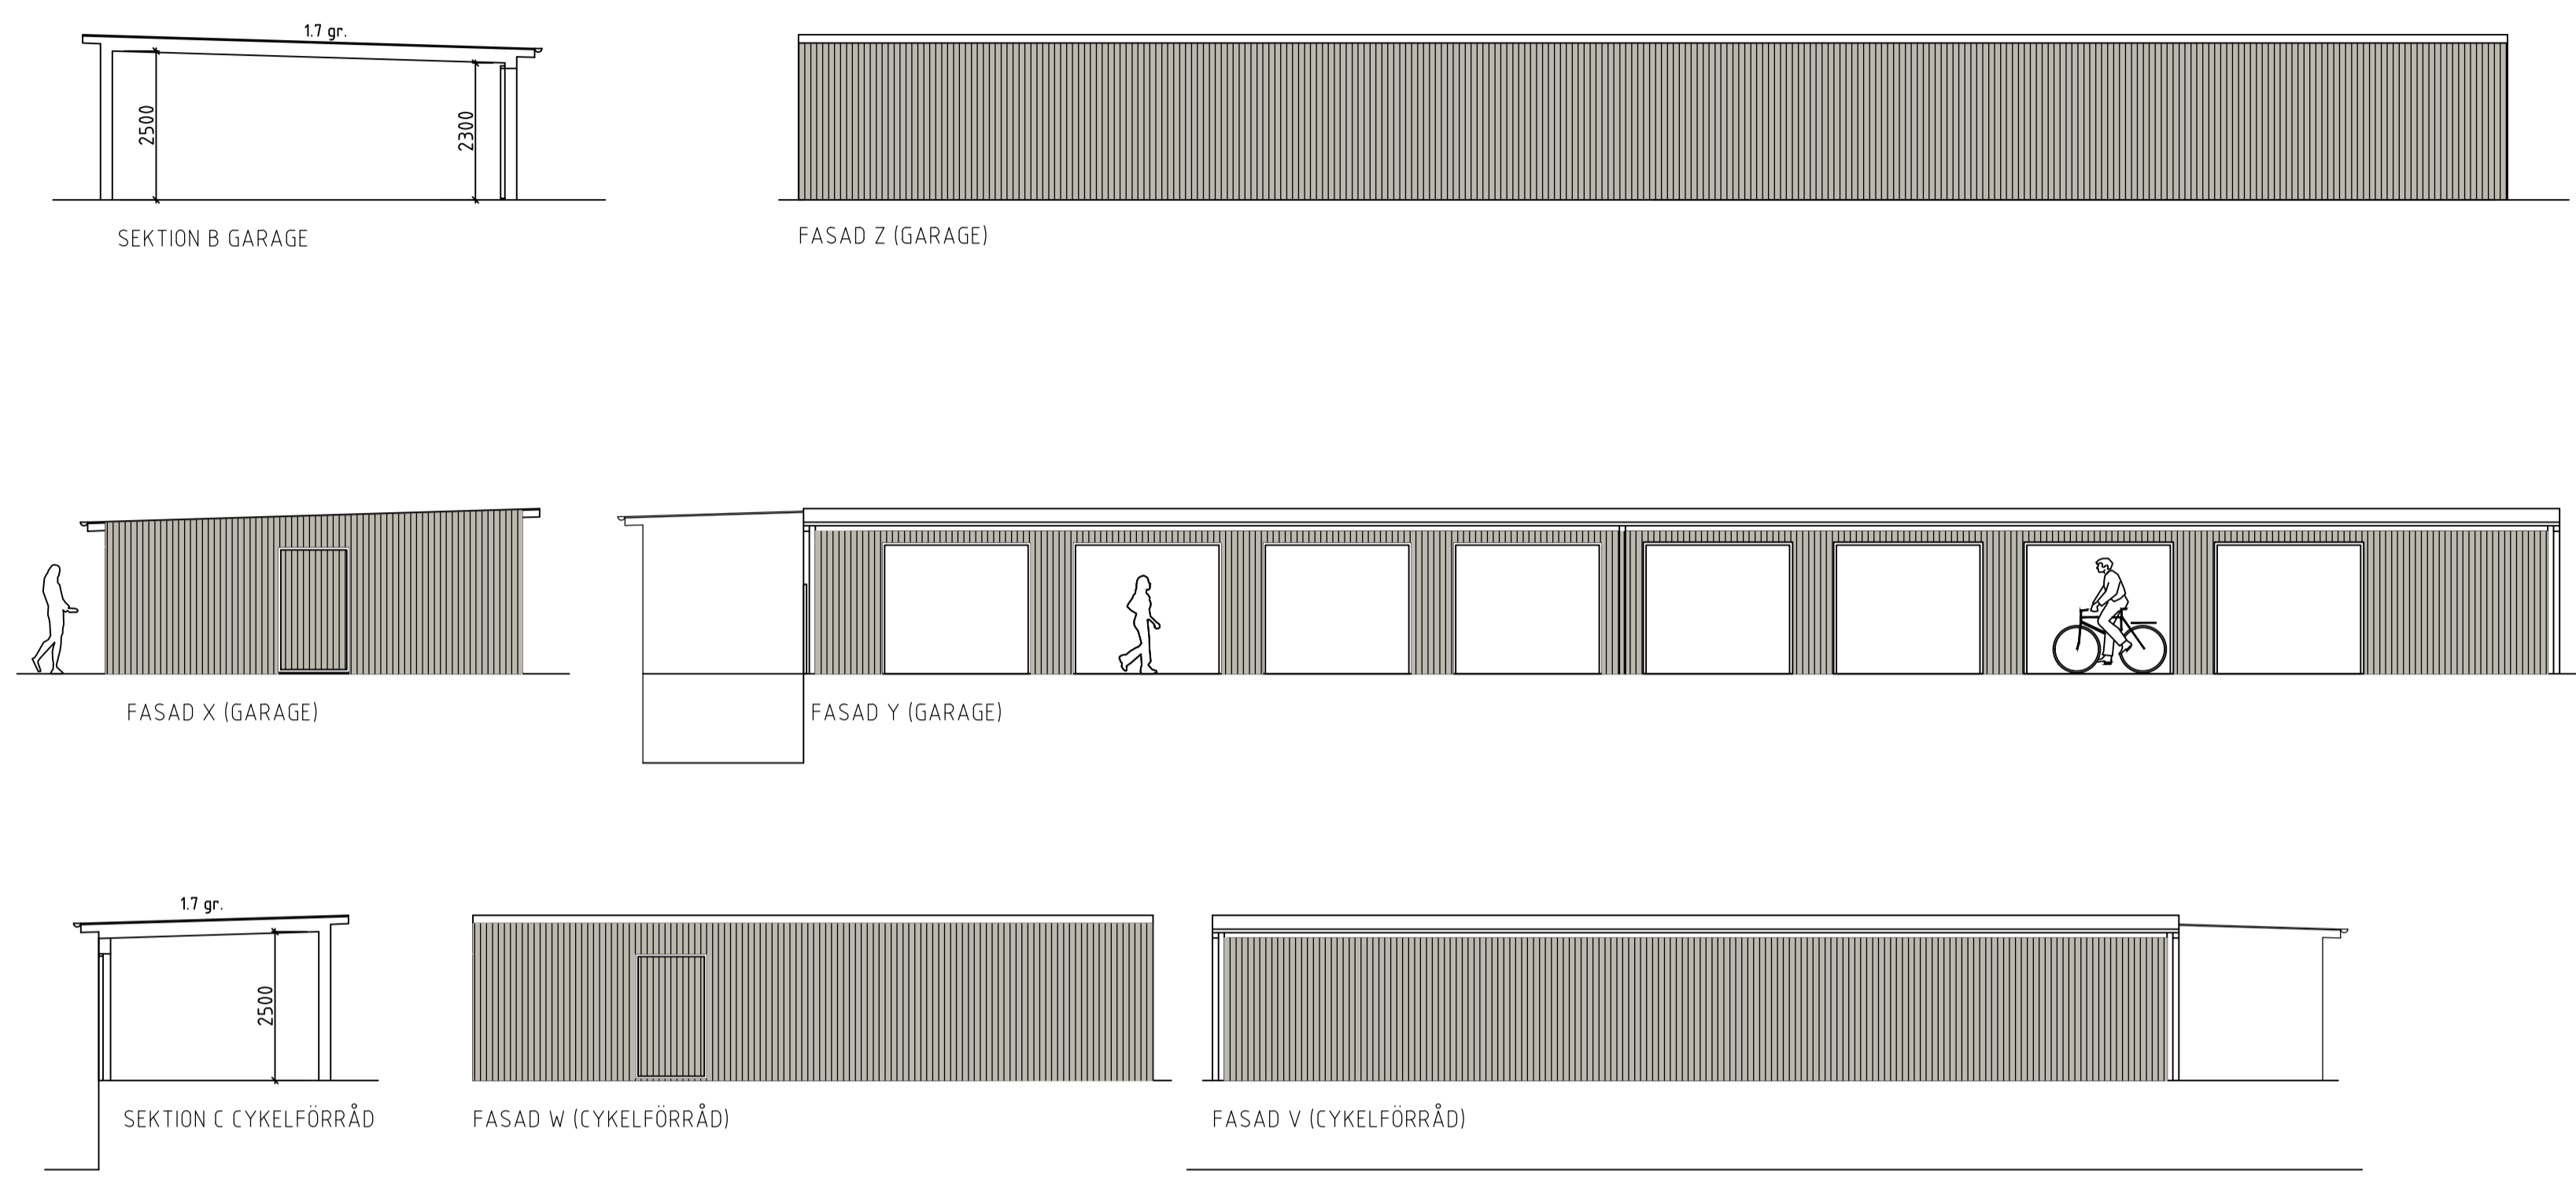 1.7 gr.
2500
2300
SEKTION B GARAGE
FASAD Z (GARAGE)
FASAD X (GARAGE)
FASAD Y (GARAGE)
1.7 gr.
2500
SEKTION C CYKELFÖRRÅD
FASAD W (CYKELFÖRRÅD)
FASAD V (CYKELFÖRRÅD)